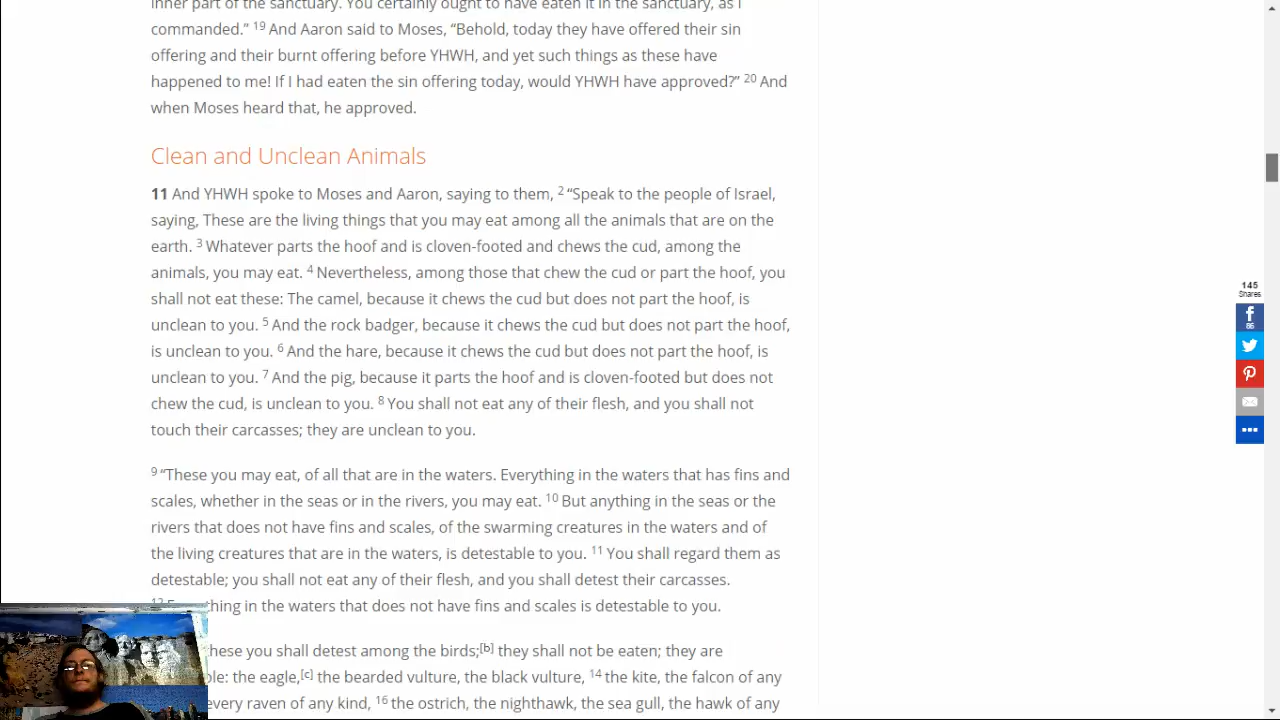 inner part of the sanctuary. You certainly ought to have eaten it in the sanctuary, as I
commanded.” 19 And Aaron said to Moses, “Behold, today they have offered their sin
offering and their burnt offering before YHWH, and yet such things as these have
happened to me! If I had eaten the sin offering today, would YHWH have approved?” 20 And
when Moses heard that, he approved.
Clean and Unclean Animals
11 And YHWH spoke to Moses and Aaron, saying to them, 2 “Speak to the people of Israel,
saying, These are the living things that you may eat among all the animals that are on the
earth. 3 Whatever parts the hoof and is cloven-footed and chews the cud, among the
animals, you may eat. 4 Nevertheless, among those that chew the cud or part the hoof, you
shall not eat these: The camel, because it chews the cud but does not part the hoof, is
unclean to you. 5 And the rock badger, because it chews the cud but does not part the hoof,
is unclean to you. 6 And the hare, because it chews the cud but does not part the hoof, is
unclean to you. 7 And the pig, because it parts the hoof and is cloven-footed but does not
chew the cud, is unclean to you. 8 You shall not eat any of their flesh, and you shall not
touch their carcasses; they are unclean to you.
9 “These you may eat, of all that are in the waters. Everything in the waters that has fins and
scales, whether in the seas or in the rivers, you may eat. 10 But anything in the seas or the
rivers that does not have fins and scales, of the swarming creatures in the waters and of
the living creatures that are in the waters, is detestable to you. 11 You shall regard them as
detestable; you shall not eat any of their flesh, and you shall detest their carcasses.
thing in the waters that does not have fins and scales is detestable to you.
hese you shall detest among the birds;[b] they shall not be eaten; they are
ble: the eagle,[c] the bearded vulture, the black vulture, 14 the kite, the falcon of any
every raven of any kind, 16 the ostrich, the nighthawk, the sea gull, the hawk of any
145
Shares
86